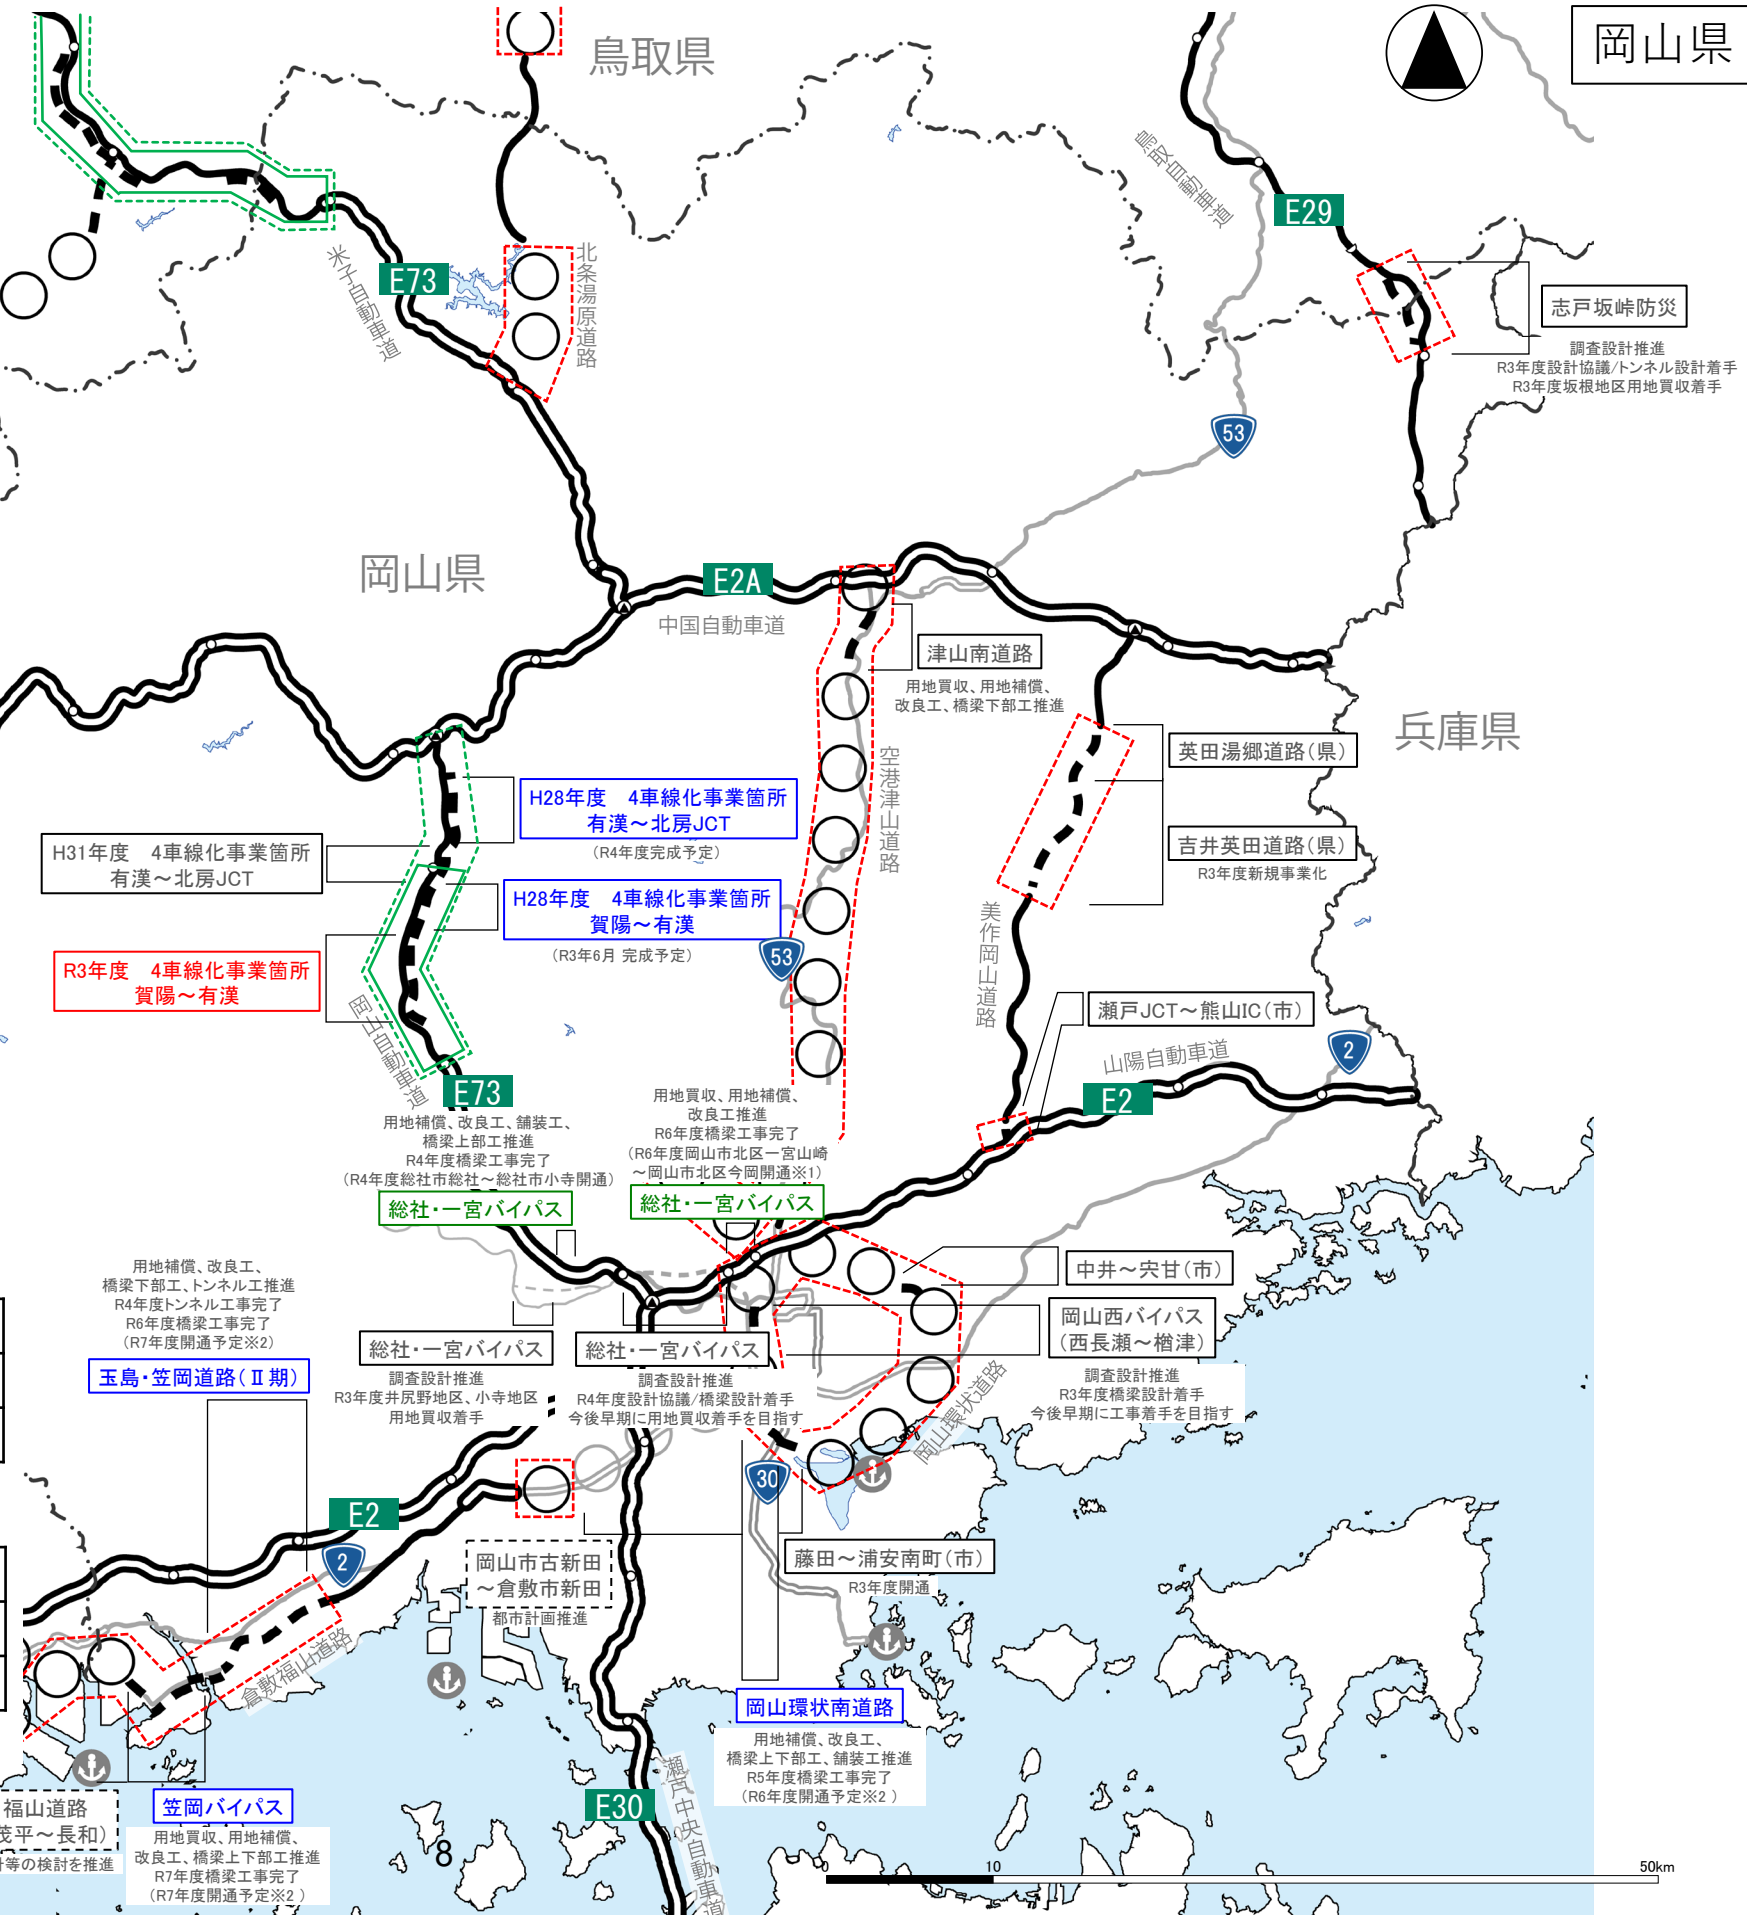 岡山県
鳥取県
鳥取自動車道
E29
米子自動車道
E73
北条湯原道路
志戸坂峠防災
調査設計推進
R3年度設計協議/トンネル設計着手
R3年度坂根地区用地買収着手
53
岡山県
E2A
中国自動車道
津山南道路
用地買収、用地補償、
改良工、橋梁下部工推進
兵庫県
英田湯郷道路(県)
空港津山道路
H28年度　4車線化事業箇所
有漢～北房JCT
(R4年度完成予定)
H31年度　4車線化事業箇所
有漢～北房JCT
吉井英田道路(県)
R3年度新規事業化
H28年度　4車線化事業箇所
賀陽～有漢
(R3年6月 完成予定)
53
美作岡山道路
R3年度　4車線化事業箇所
賀陽～有漢
岡山自動車道
瀬戸JCT～熊山IC(市)
山陽自動車道
2
E73
E2
用地補償、改良工、舗装工、
橋梁上部工推進
R4年度橋梁工事完了
(R4年度総社市総社～総社市小寺開通)
総社・一宮バイパス
用地買収、用地補償、
改良工推進
R6年度橋梁工事完了
(R6年度岡山市北区一宮山崎
～岡山市北区今岡開通※1)
総社・一宮バイパス
用地補償、改良工、
橋梁下部工、トンネル工推進
R4年度トンネル工事完了
R6年度橋梁工事完了
(R7年度開通予定※2)
玉島・笠岡道路(Ⅱ期)
中井～宍甘(市)
岡山西バイパス
(西長瀬～楢津)
調査設計推進
R3年度橋梁設計着手
今後早期に工事着手を目指す
総社・一宮バイパス
調査設計推進
R3年度井尻野地区、小寺地区
用地買収着手
総社・一宮バイパス
調査設計推進
R4年度設計協議/橋梁設計着手
今後早期に用地買収着手を目指す
岡山環状道路
30
E2
2
岡山市古新田
～倉敷市新田
都市計画推進
藤田～浦安南町(市)
R3年度開通
倉敷福山道路
岡山環状南道路
用地補償、改良工、
橋梁上下部工、舗装工推進
R5年度橋梁工事完了
(R6年度開通予定※2 )
瀬戸中央自動車道
E30
福山道路
茂平～長和)
計等の検討を推進
笠岡バイパス
用地買収、用地補償、
改良工、橋梁上下部工推進
R7年度橋梁工事完了
(R7年度開通予定※2 )
8
0
10
50km